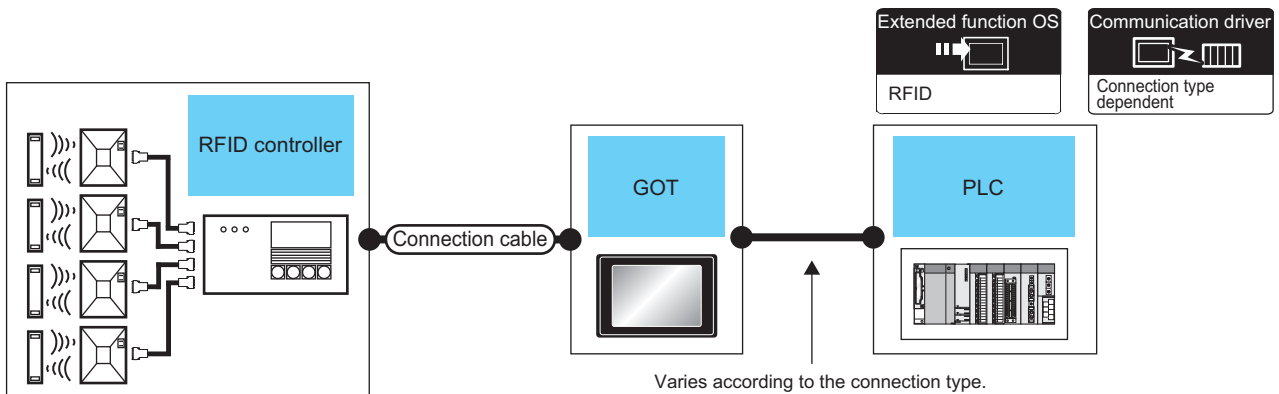 Extended function OS
RFID
Communication driver
Connection type
dependent
RFID controller
Connection cable
GOT
PLC
Varies according to the connection type.